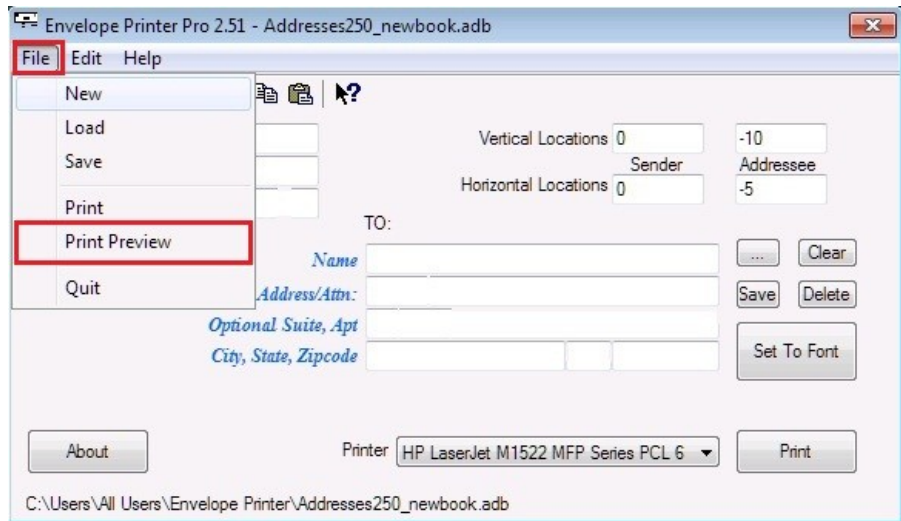 Envelope Printer Pro 2.51 - Addresses250_newbook.adb
File Edit Help
New
Load
Save
Print
Print Preview
Quit
Vertical Locations 0 -10
Sender Addressee
Horizontal Locations 0 -5
TO:
Name
... Clear
Address/Attn:
Save Delete
Optional Suite, Apt
City, State, Zipcode
Set To Font
About
Printer HP LaserJet M1522 MFP Series PCL 6
Print
C:\Users\All Users\Envelope Printer\Addresses250_newbook.adb